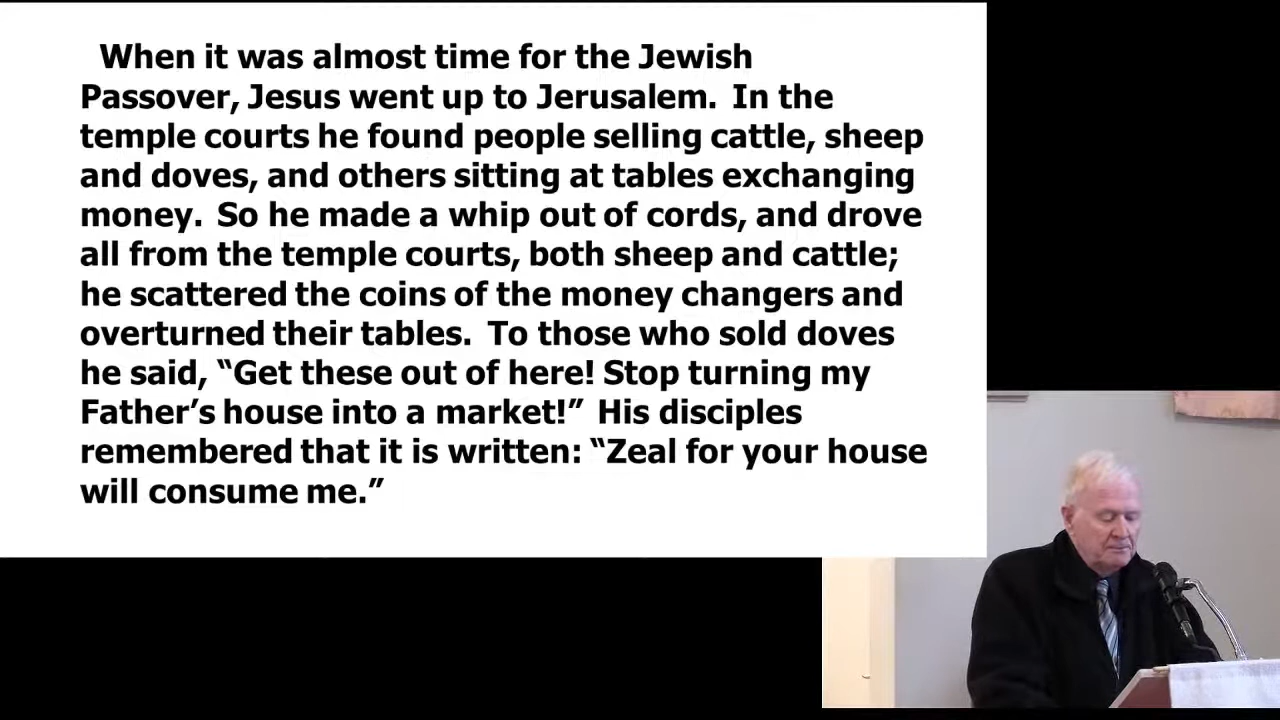 When it was almost time for the Jewish
Passover, Jesus went up to Jerusalem. In the
temple courts he found people selling cattle, sheep
and doves, and others sitting at tables exchanging
money. So he made a whip out of cords, and drove
all from the temple courts, both sheep and cattle;
he scattered the coins of the money changers and
overturned their tables. To those who sold doves
he said, “Get these out of here! Stop turning my
Father’s house into a market!” His disciples
remembered that it is written: “Zeal for your house
will consume me.”